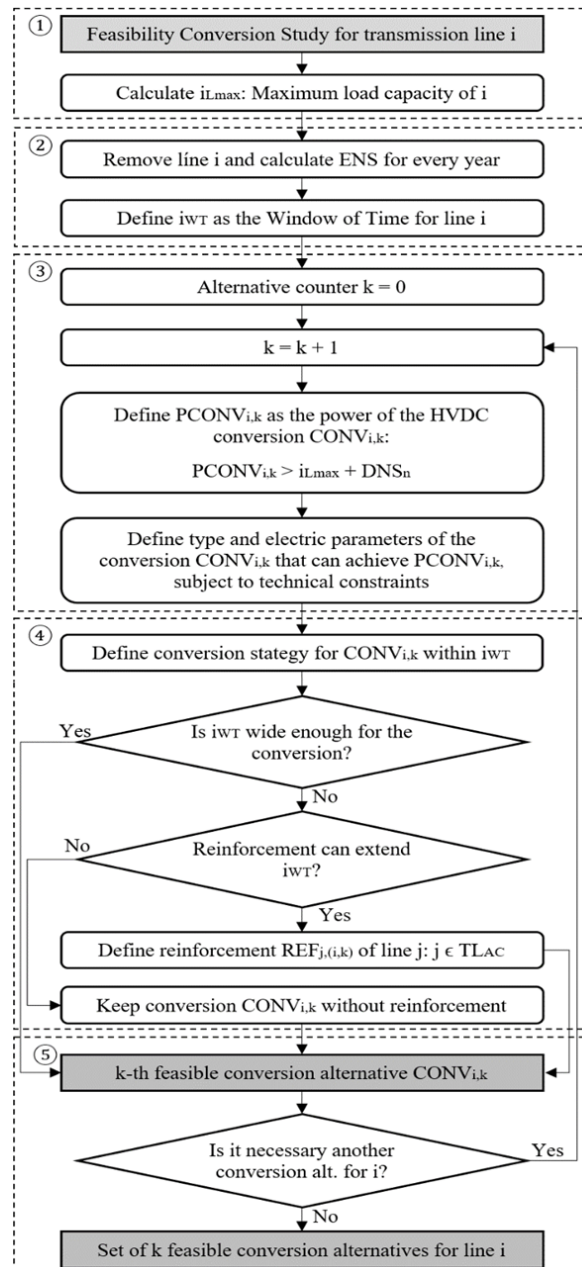 ①
Feasibility Conversion Study for transmission line i
Calculate iLmax: Maximum load capacity of i
②
Remove líne i and calculate ENS for every year
Define iWT as the Window of Time for line i
③
Alternative counter k = 0
k = k + 1
Define PCONVi,k as the power of the HVDC
conversion CONVi,k:
PCONVi,k > iLmax + DNSn
Define type and electric parameters of the
conversion CONVi,k that can achieve PCONVi,k,
subject to technical constraints
④
Define conversion stategy for CONVi,k within iWT
Yes
Is iWT wide enough for the
conversion?
No
No
Reinforcement can extend
iWT?
Yes
Define reinforcement REFj,(i,k) of line j: j ϵ TLAC
Keep conversion CONVi,k without reinforcement
⑤
k-th feasible conversion alternative CONVi,k
Is it necessary another
conversion alt. for i?
Yes
No
Set of k feasible conversion alternatives for line i